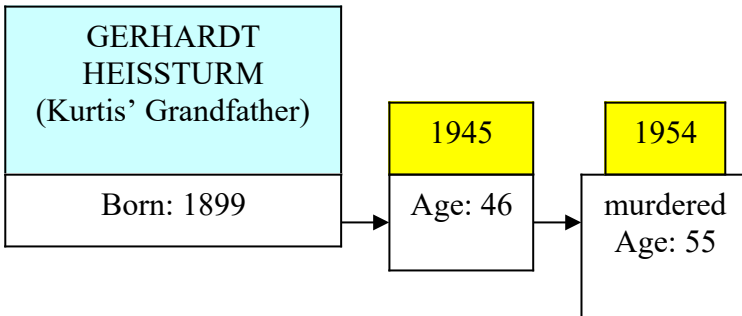 GERHARDT
HEISSTURM
(Kurtis’ Grandfather)
Born: 1899
1945
Age: 46
1954
murdered
Age: 55